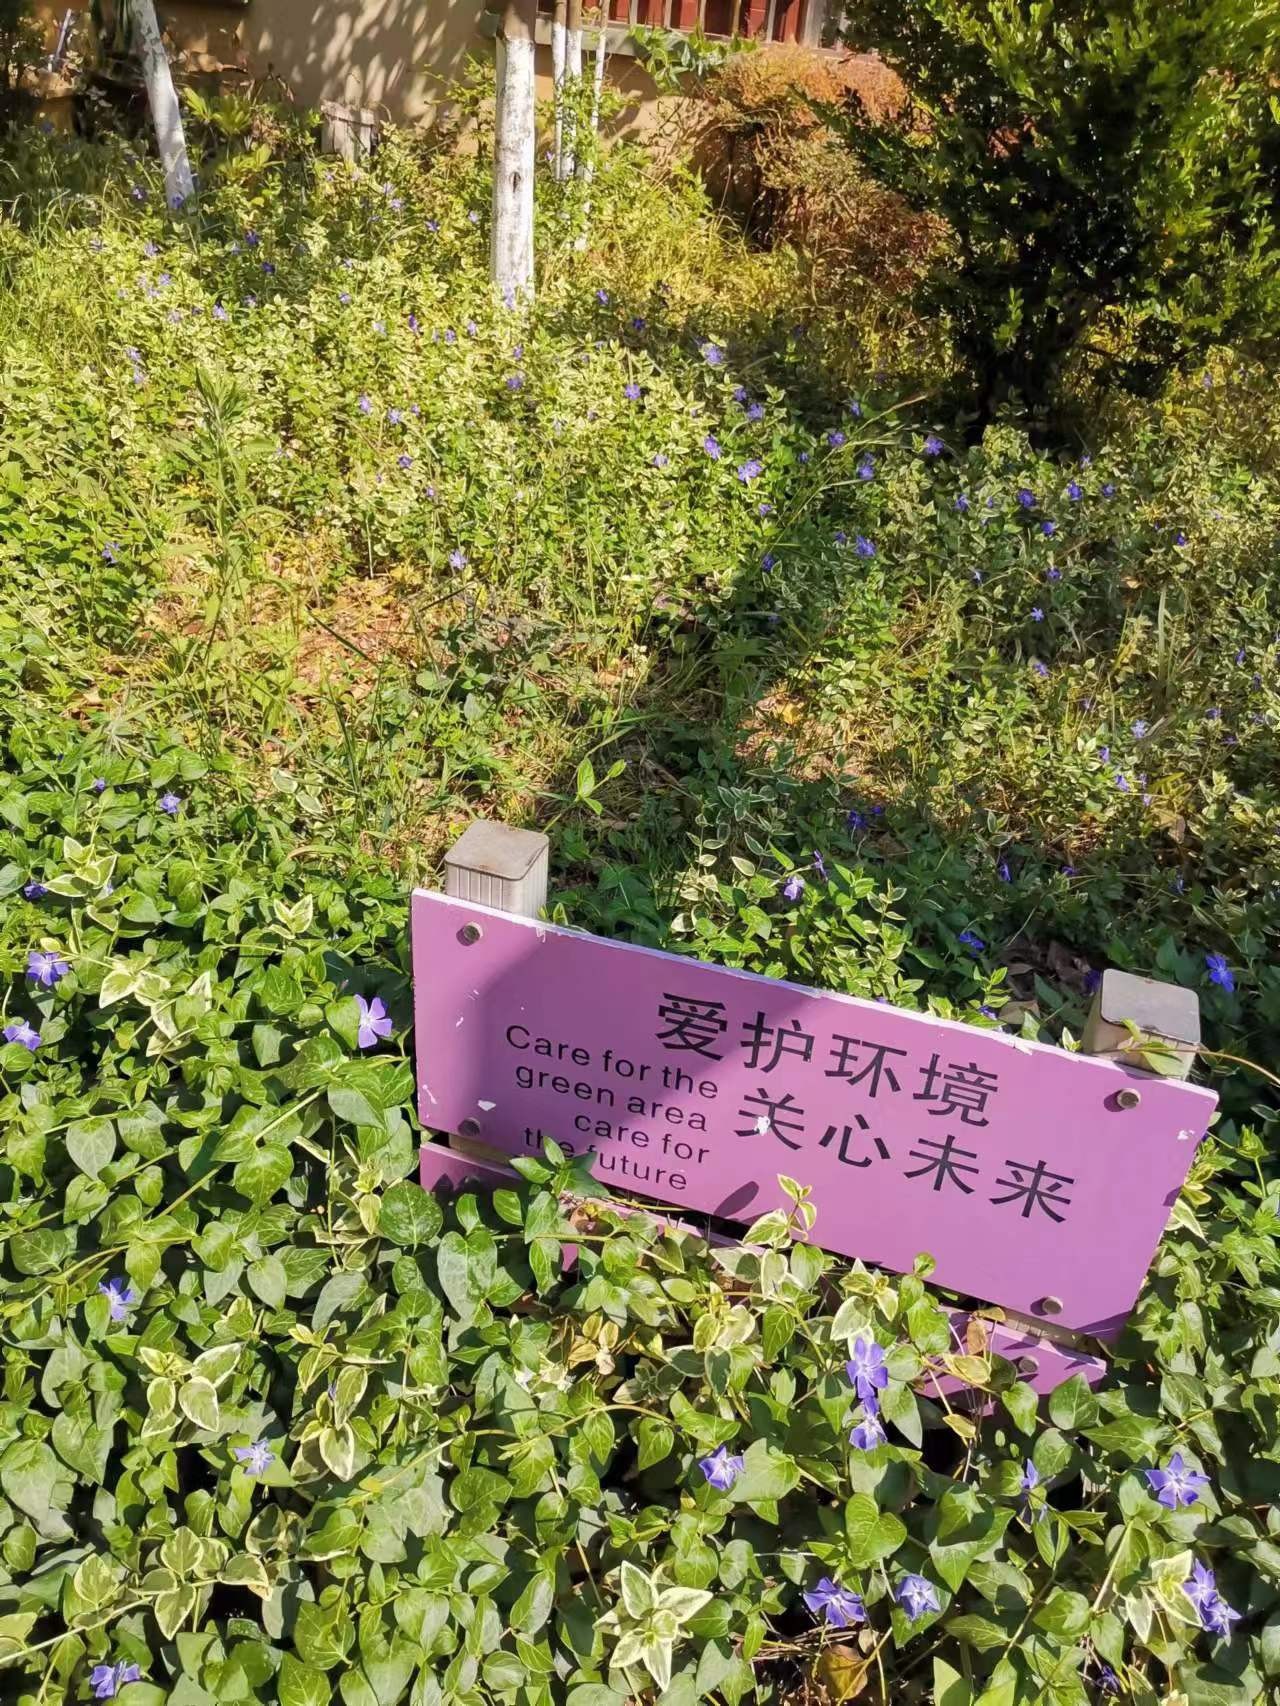 爱护环境
关心未来
Care for the
green area
care for
the future